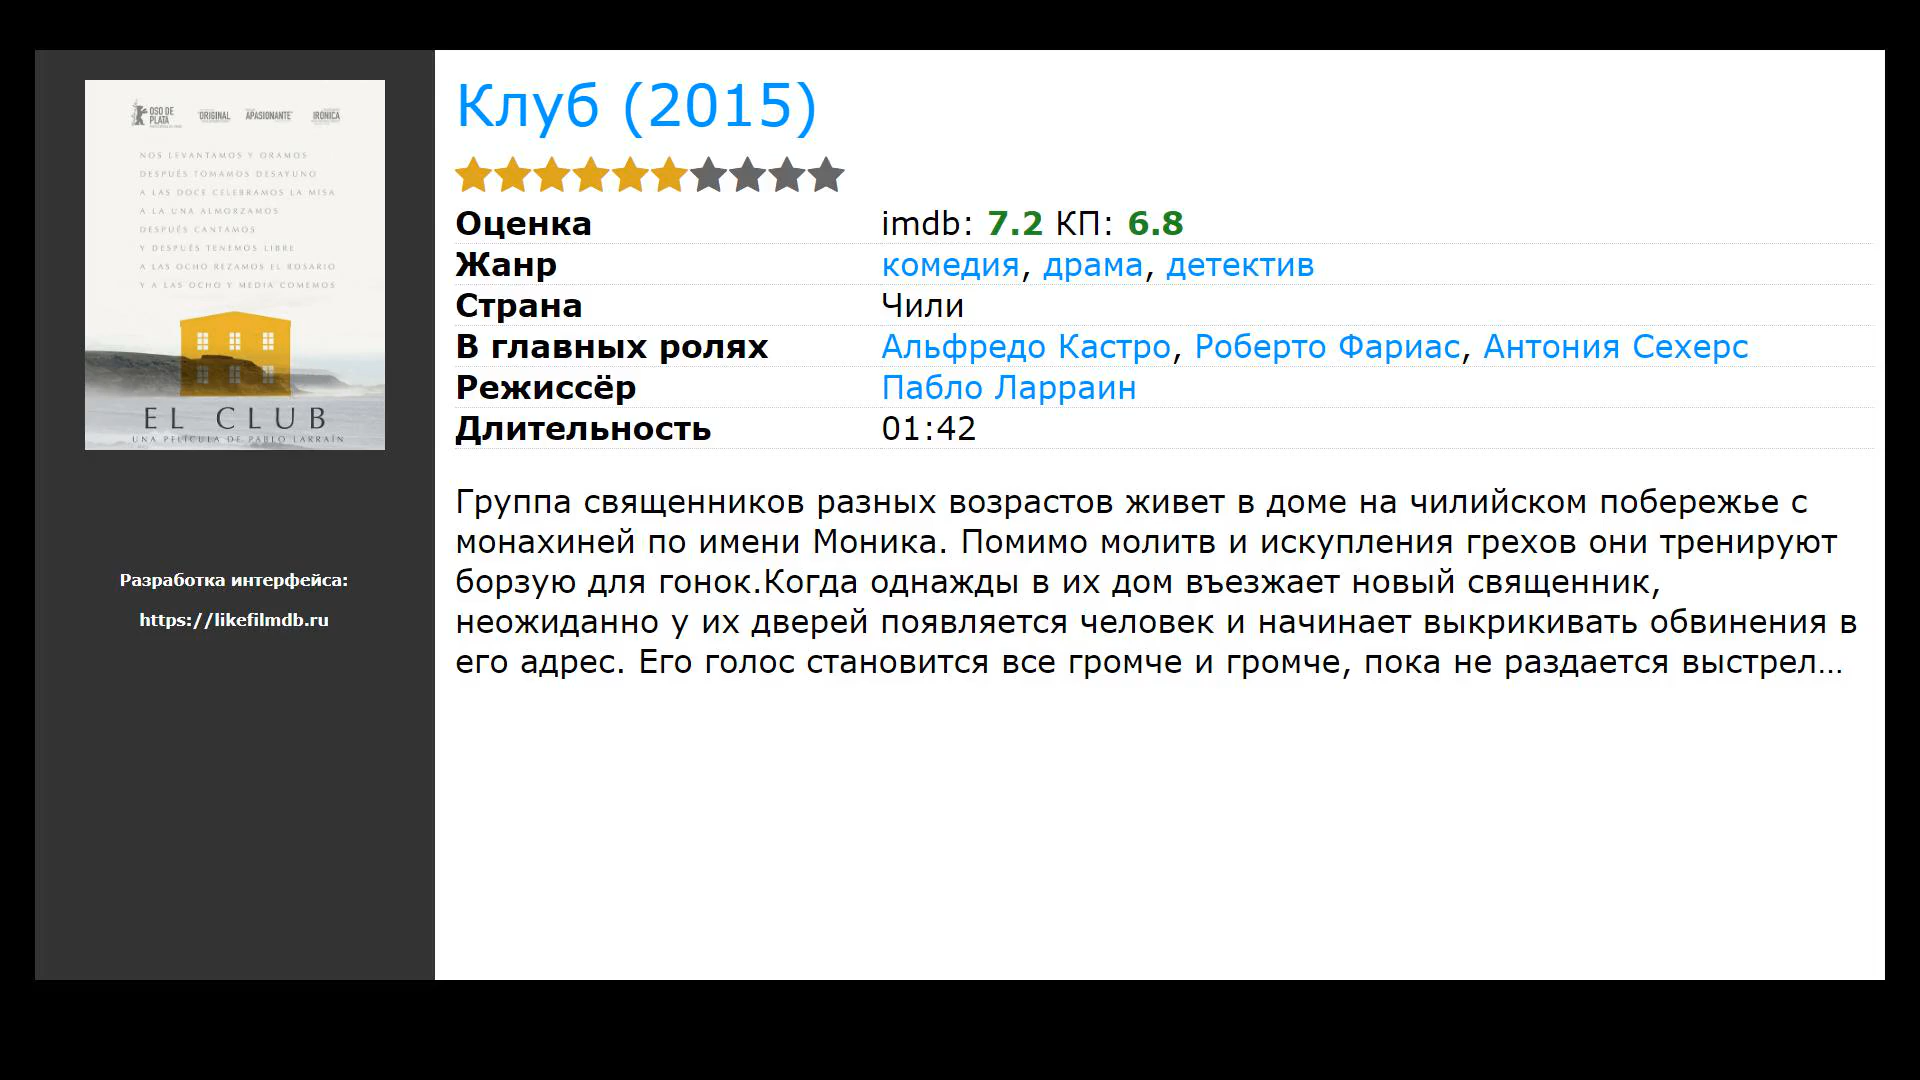 OSO DE
PLATA
ORIGINAL
APASIONANTE
IRÓNICA
NOS LEVANTAMOS Y ORAMOS
DESPUÉS TOMAMOS DESAYUNO
A LAS DOCE CELEBRAMOS LA MISA
A LA UNA ALMORZAMOS
DESPUÉS CANTAMOS
Y DESPUÉS TENEMOS LIBRE
A LAS OCHO REZAMOS EL ROSARIO
Y A LAS OCHO Y MEDIA COMEMOS
EL CLUB
UNA PELÍCULA DE PABLO LARRAÍN
Разработка интерфейса:
https://likefilmdb.ru
Клуб (2015)
Оценка imdb: 7.2 КП: 6.8
Жанр комедия, драма, детектив
Страна Чили
В главных ролях Альфредо Кастро, Роберто Фариас, Антония Сехерс
Режиссёр Пабло Ларраин
Длительность 01:42
Группа священников разных возрастов живет в доме на чилийском побережье с
монахиней по имени Моника. Помимо молитв и искупления грехов они тренируют
борзую для гонок.Когда однажды в их дом въезжает новый священник,
неожиданно у их дверей появляется человек и начинает выкрикивать обвинения в
его адрес. Его голос становится все громче и громче, пока не раздается выстрел…